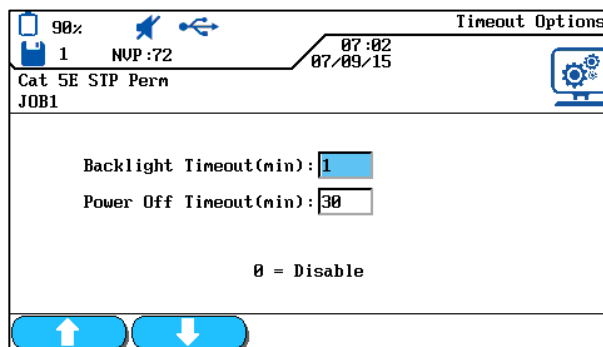 90% Timeout Options
1 NVP:72 07:02
07/09/15
Cat 5E STP Perm
JOB1
Backlight Timeout(min): 1
Power Off Timeout(min): 30
0 = Disable